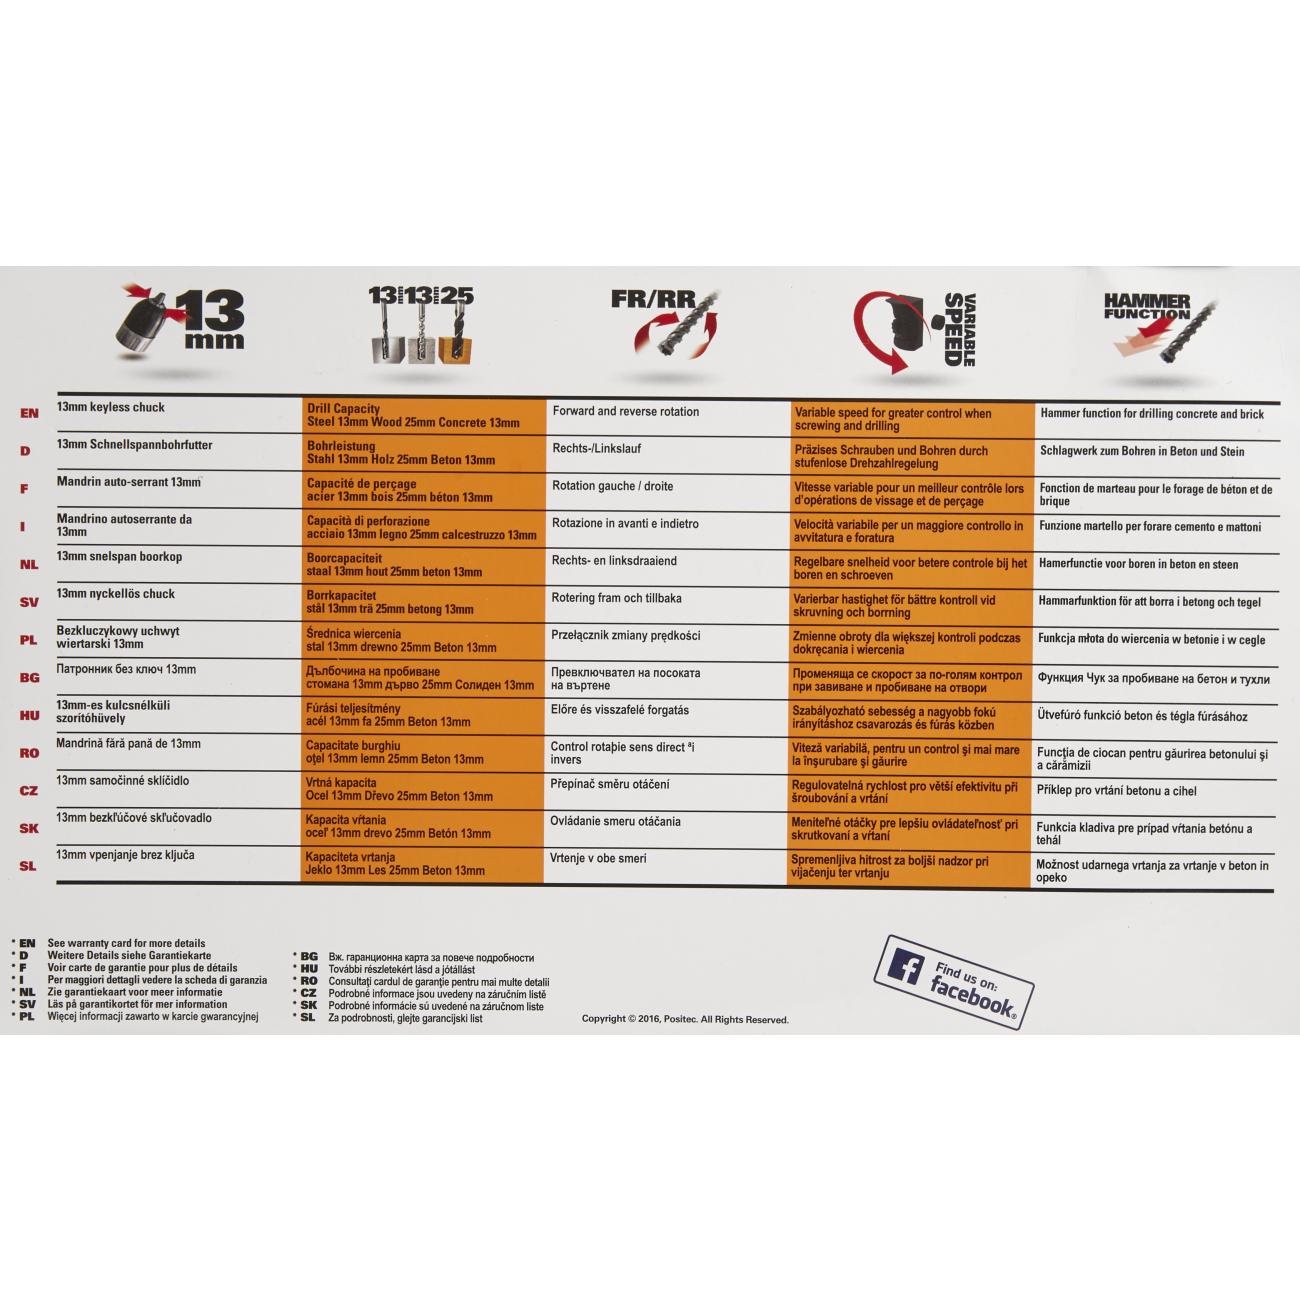 13
mm
13mm13mm25
FR/RR
VARIABLE
SPEED
HAMMER
FUNCTION
EN
13mm keyless chuck
Drill Capacity
Steel 13mm Wood 25mm Concrete 13mm
Forward and reverse rotation
Variable speed for greater control when
screwing and drilling
Hammer function for drilling concrete and brick
D
13mm Schnellspannbohrfutter
Bohrleistung
Stahl 13mm Holz 25mm Beton 13mm
Rechts-/Linkslauf
Präzises Schrauben und Bohren durch
stufenlose Drehzahlregelung
Schlagwerk zum Bohren in Beton und Stein
F
Mandrin auto-serrant 13mm
Capacité de perçage
acier 13mm bois 25mm béton 13mm
Rotation gauche / droite
Vitesse variable pour un meilleur contrôle lors
d'opérations de vissage et de perçage
Fonction de marteau pour le forage de béton et de
brique
I
Mandrino autoserrante da
13mm
Capacità di perforazione
acciaio 13mm legno 25mm calcestruzzo 13mm
Rotazione in avanti e indietro
Velocità variabile per un maggiore controllo in
avvitatura e foratura
Funzione martello per forare cemento e mattoni
NL
13mm snelspan boorkop
Boorcapaciteit
staal 13mm hout 25mm beton 13mm
Rechts- en linksdraaiend
Regelbare snelheid voor betere controle bij het
boren en schroeven
Hamerfunctie voor boren in beton en steen
SV
13mm nyckellös chuck
Borrkapacitet
stål 13mm trä 25mm betong 13mm
Rotering fram och tillbaka
Varierbar hastighet för bättre kontroll vid
skruvning och borrning
Hammarfunktion för att borra i betong och tegel
PL
Bezkluczykowy uchwyt
wiertarski 13mm
Średnica wiercenia
stal 13mm drewno 25mm Beton 13mm
Przełącznik zmiany prędkości
Zmienne obroty dla większej kontroli podczas
dokręcania i wiercenia
Funkcja młota do wiercenia w betonie i w cegle
BG
Патронник без ключ 13mm
Дълбочина на пробиване
стомана 13mm дърво 25mm Солиден 13mm
Превключвател на посоката
на въртене
Променяща се скорост за по-голям контрол
при завиване и пробиване на отвори
Функция Чук за пробиване на бетон и тухли
HU
13mm-es kulcsnélküli
szorítóhüvely
Fúrási teljesítmény
acél 13mm fa 25mm Beton 13mm
Előre és visszafelé forgatás
Szabályozható sebesség a nagyobb fokú
irányításhoz csavarozás és fúrás közben
Ütvefúró funkció beton és tégla fúrásához
RO
Mandrină fără pană de 13mm
Capacitate burghiu
oţel 13mm lemn 25mm Beton 13mm
Control rotaþie sens direct ªi
invers
Viteză variabilă, pentru un control şi mai mare
la înşurubare şi găurire
Funcţia de ciocan pentru găurirea betonului şi
a cărămizii
CZ
13mm samočinné sklíčidlo
Vrtná kapacita
Ocel 13mm Dřevo 25mm Beton 13mm
Přepínač směru otáčení
Regulovatelná rychlost pro větší efektivitu při
šroubování a vrtání
Příklep pro vrtání betonu a cihel
SK
13mm bezkľúčové skľučovadlo
Kapacita vŕtania
oceľ 13mm drevo 25mm Betón 13mm
Ovládanie smeru otáčania
Meniteľné otáčky pre lepšiu ovládateľnosť pri
skrutkovaní a vŕtaní
Funkcia kladiva pre prípad vŕtania betónu a
tehál
SL
13mm vpenjanje brez ključa
Kapaciteta vrtanja
Jeklo 13mm Les 25mm Beton 13mm
Vrtenje v obe smeri
Spremenljiva hitrost za boljši nadzor pri
vijačenju ter vrtanju
Možnost udarnega vrtanja za vrtanje v beton in
opeko
* EN See warranty card for more details
* D Weitere Details siehe Garantiekarte
* F Voir carte de garantie pour plus de détails
* I Per maggiori dettagli vedere la scheda di garanzia
* NL Zie garantiekaart voor meer informatie
* SV Läs på garantikortet för mer information
* PL Więcej informacji zawarto w karcie gwarancyjnej
* BG Вж. гаранционна карта за повече подробности
* HU További részletekért lásd a jótállást
* RO Consultaţi cardul de garanţie pentru mai multe detalii
* CZ Podrobné informace jsou uvedeny na záručním listě
* SK Podrobné informácie sú uvedené na záručnom liste
* SL Za podrobnosti, glejte garancijski list
Copyright © 2016, Positec. All Rights Reserved.
Find us on:
facebook®